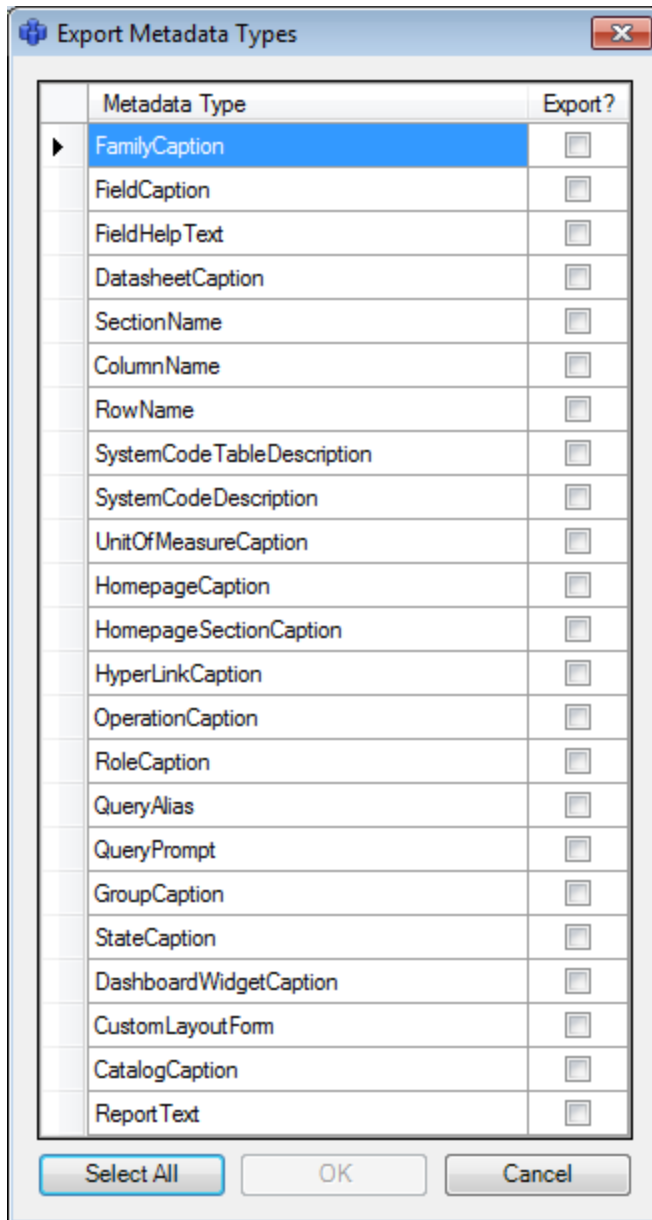 Export Metadata Types
Metadata Type Export?
FamilyCaption
FieldCaption
FieldHelpText
DatasheetCaption
SectionName
ColumnName
RowName
SystemCodeTableDescription
SystemCodeDescription
UnitOfMeasureCaption
HomepageCaption
HomepageSectionCaption
HyperLinkCaption
OperationCaption
RoleCaption
QueryAlias
QueryPrompt
GroupCaption
StateCaption
DashboardWidgetCaption
CustomLayoutForm
CatalogCaption
ReportText
Select All OK Cancel